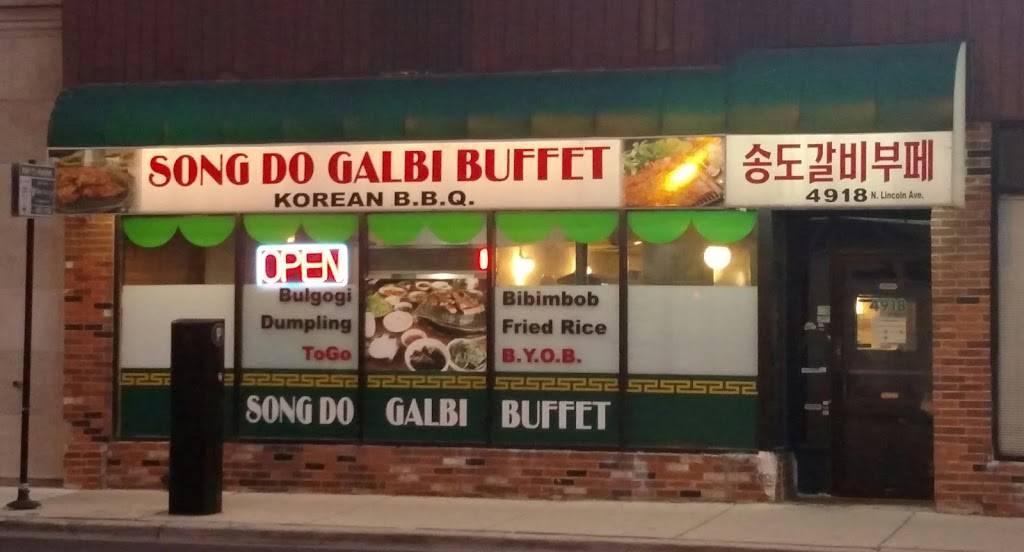 SONG DO GALBI BUFFET
KOREAN B.B.Q.
송도갈비부페
4918 N. Lincoln Ave.
OPEN
Bulgogi
Dumpling
ToGo
Bibimbob
Fried Rice
B.Y.O.B.
4918
SONG DO GALBI BUFFET